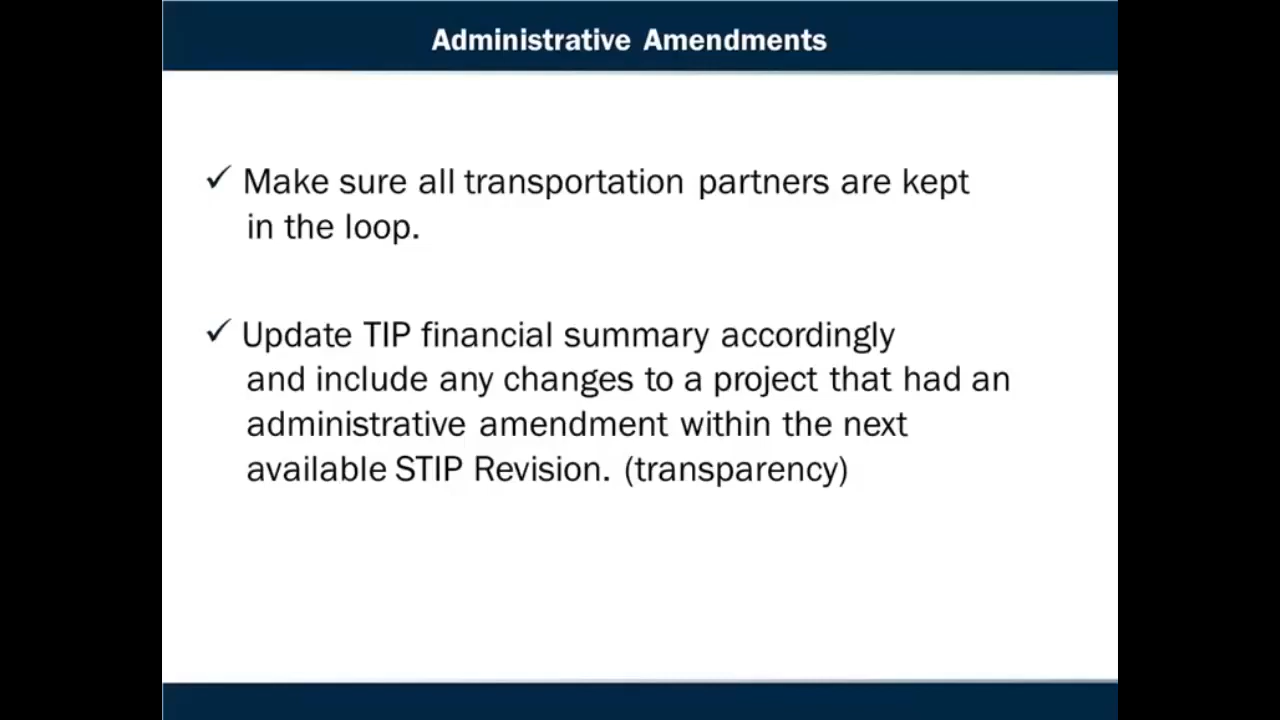 Administrative Amendments
✓ Make sure all transportation partners are kept
in the loop.
✓ Update TIP financial summary accordingly
and include any changes to a project that had an
administrative amendment within the next
available STIP Revision. (transparency)